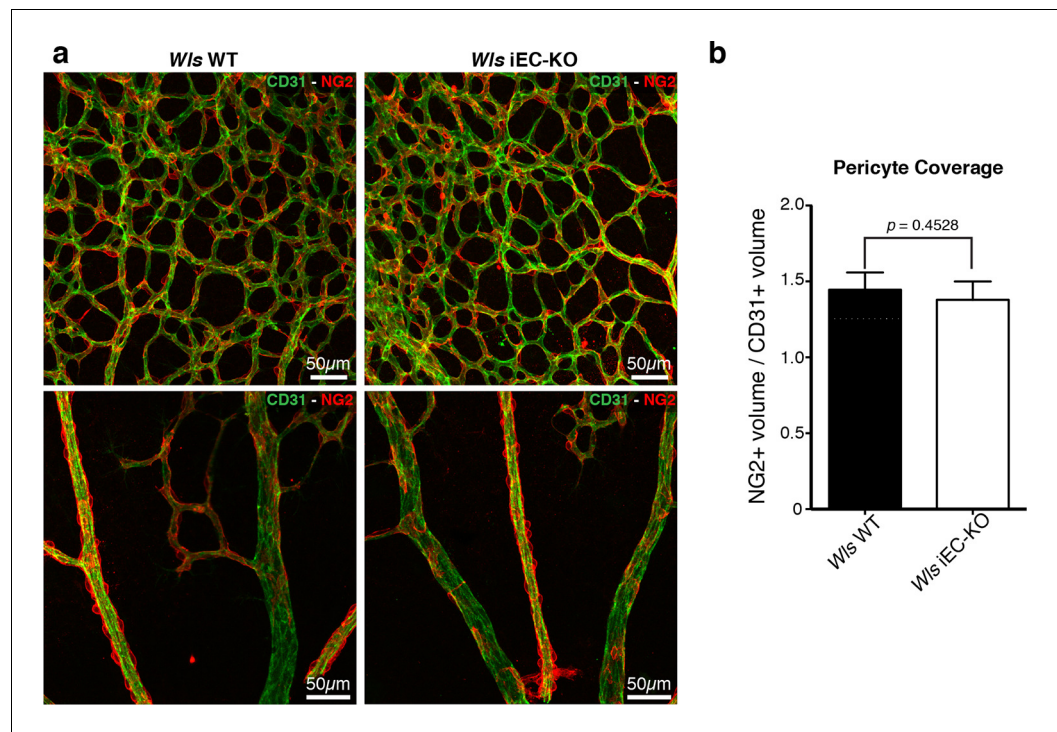 a
Wls WT
Wls iEC-KO
CD31 - NG2
CD31 - NG2
50µm
50µm
CD31 - NG2
CD31 - NG2
50µm
50µm
b
Pericyte Coverage
NG2+ volume / CD31+ volume
2.0
1.5
1.0
0.5
0
p = 0.4528
Wls WT
Wls iEC-KO